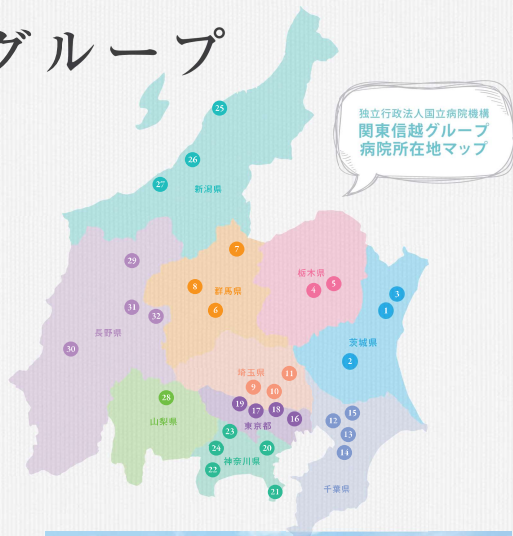 グループ
独立行政法人国立病院機構
関東信越グループ
病院所在地マップ
25
26
27
新潟県
7
29
8
群馬県
栃木県
4
5
3
1
6
31
32
長野県
茨城県
2
30
埼玉県
11
9
10
28
山梨県
19
17
18
16
東京都
12
15
13
14
23
24
20
神奈川県
22
21
千葉県